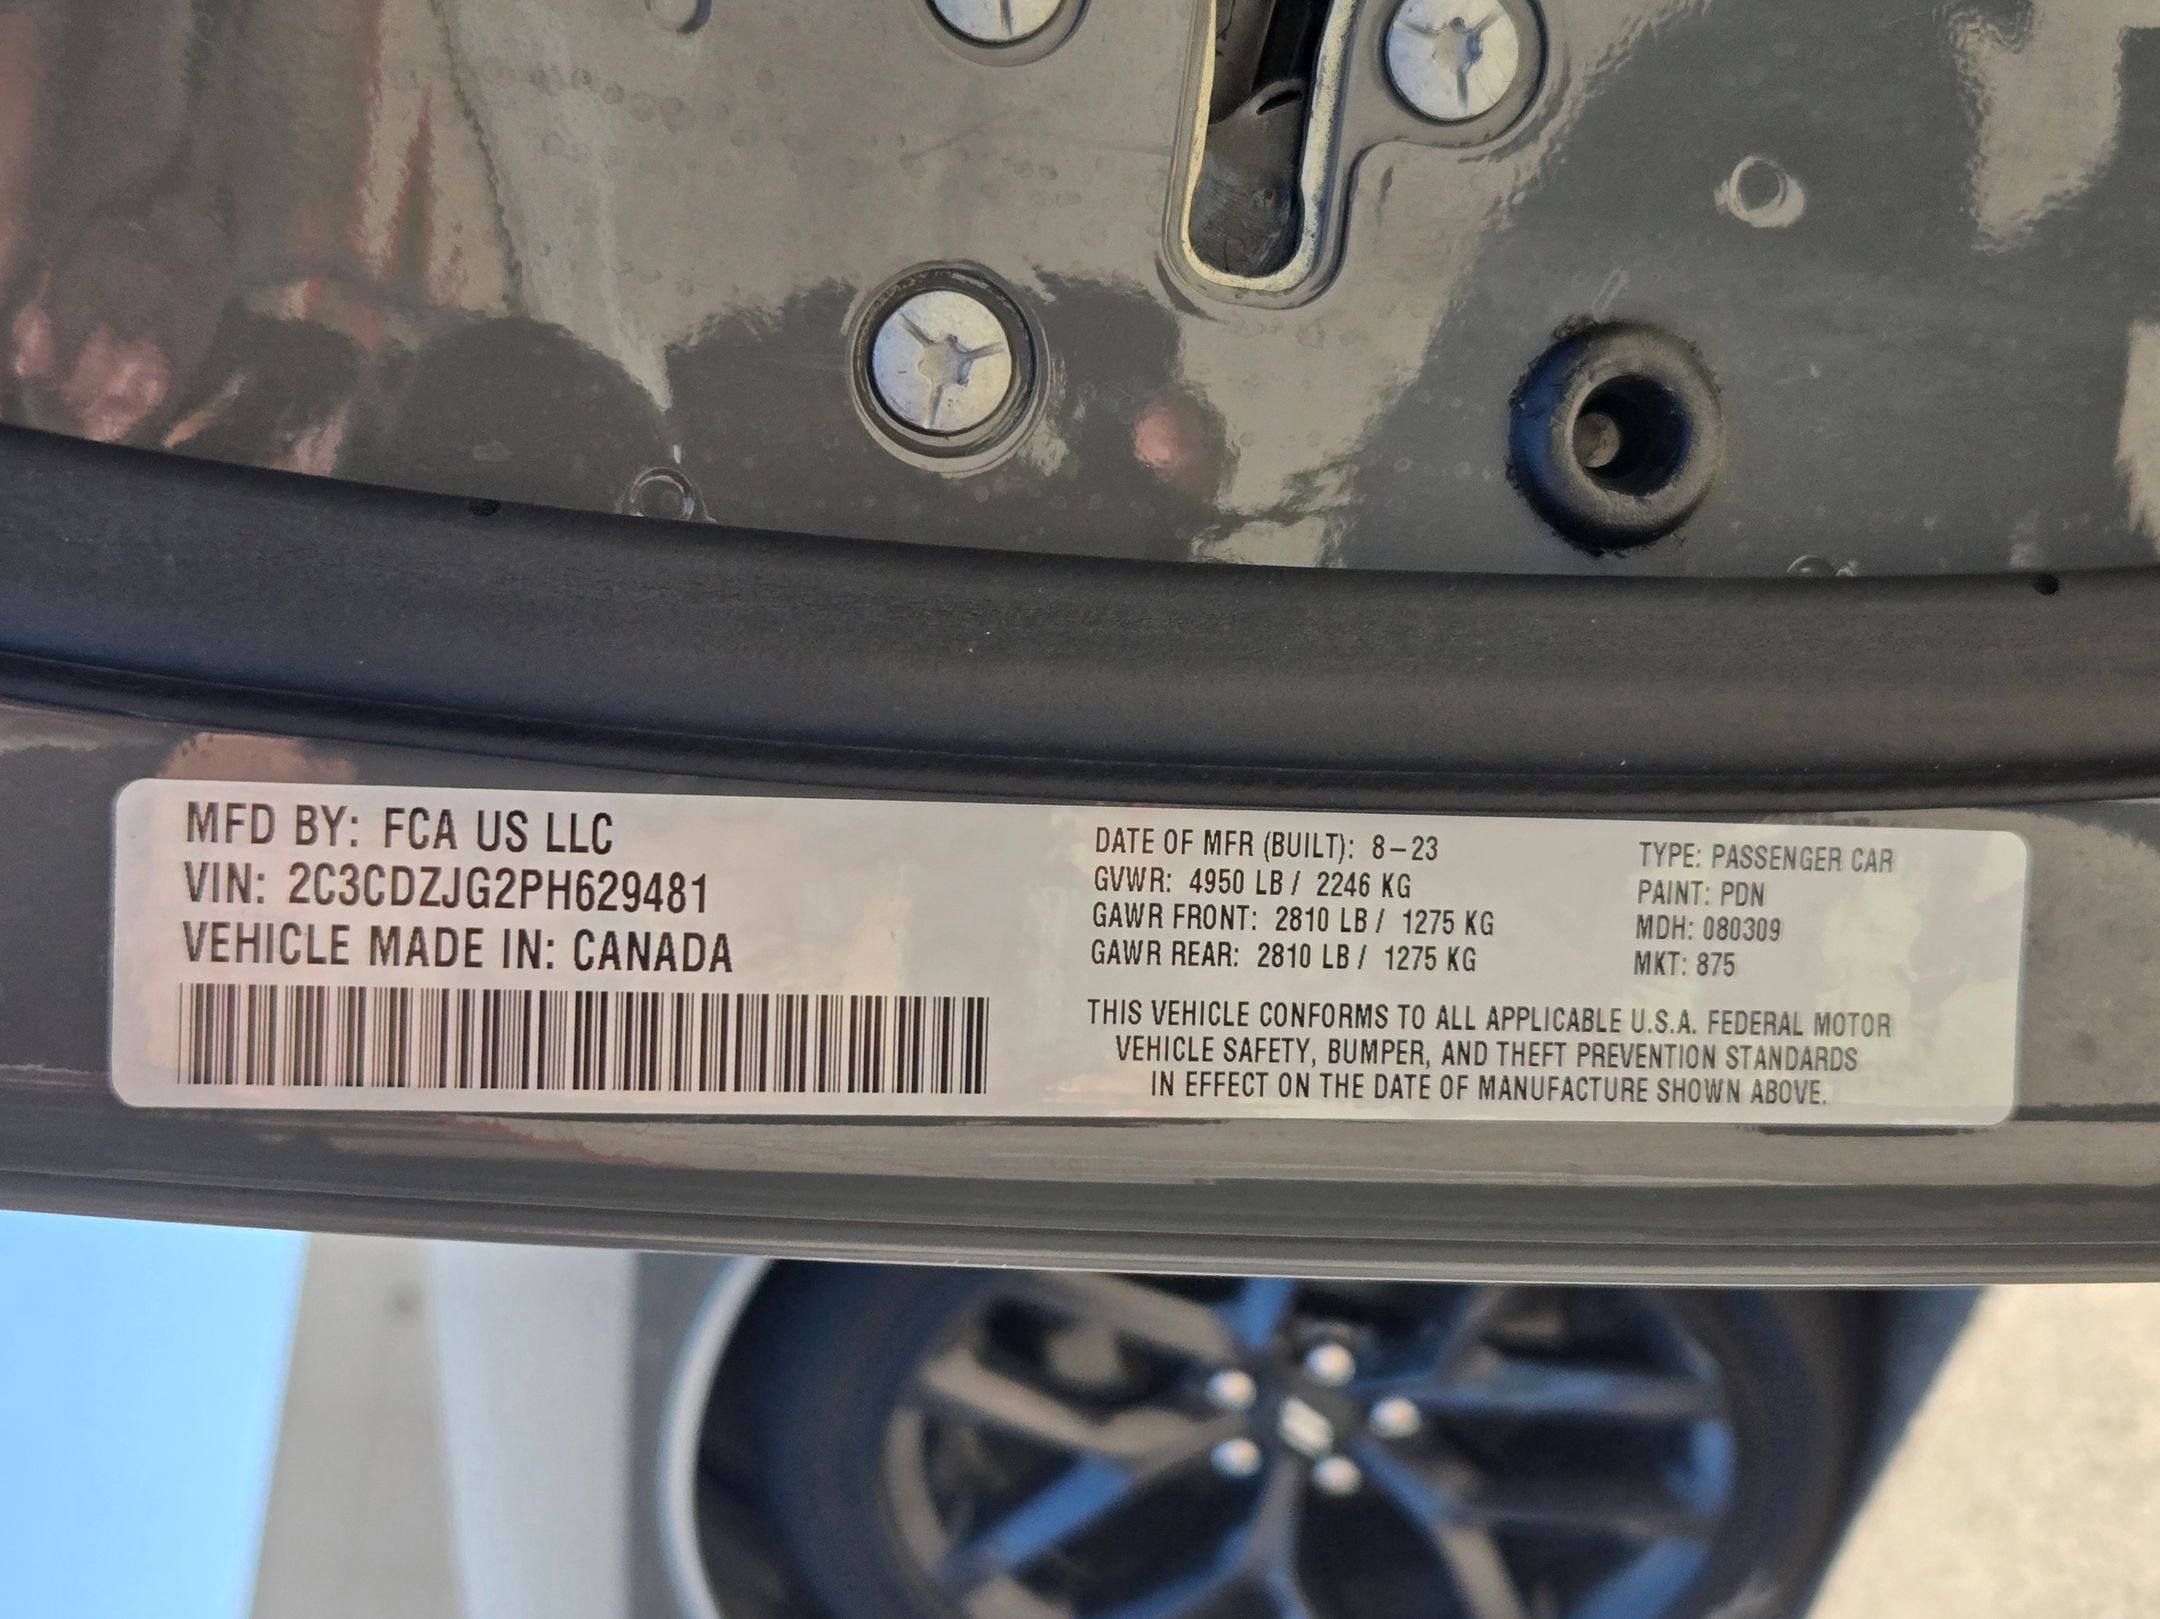 MFD BY: FCA US LLC
VIN: 2C3CDZJG2PH629481
VEHICLE MADE IN: CANADA
DATE OF MFR (BUILT): 8-23
GVWR: 4950 LB / 2246 KG
GAWR FRONT: 2810 LB / 1275 KG
GAWR REAR: 2810 LB / 1275 KG
TYPE: PASSENGER CAR
PAINT: PDN
MDH: 080309
MKT: 875
THIS VEHICLE CONFORMS TO ALL APPLICABLE U.S.A. FEDERAL MOTOR
VEHICLE SAFETY, BUMPER, AND THEFT PREVENTION STANDARDS
IN EFFECT ON THE DATE OF MANUFACTURE SHOWN ABOVE.